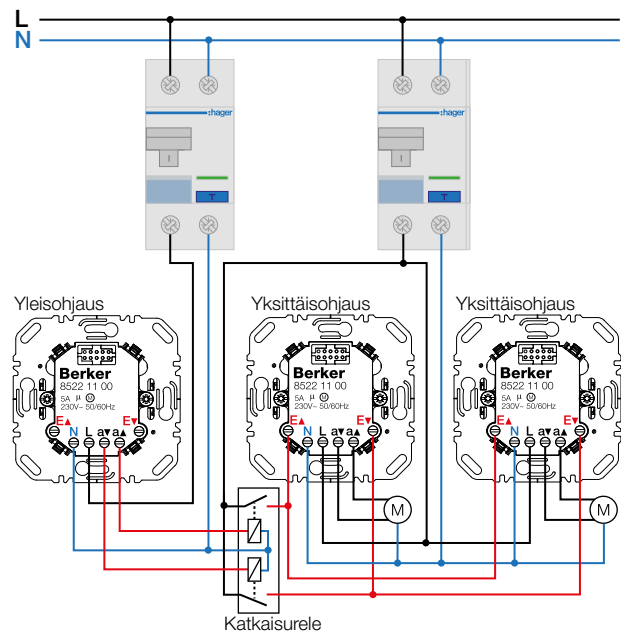 L
N
:hager
:hager
I
I
T
T
Yleisohjaus
Yksittäisohjaus
Yksittäisohjaus
Berker
8522 11 00
5A µ M
230V~ 50/60Hz
E▲ N L a▼ a▲ E▼
Berker
8522 11 00
5A µ M
230V~ 50/60Hz
E▲ N L a▼ a▲ E▼
Berker
8522 11 00
5A µ M
230V~ 50/60Hz
E▲ N L a▼ a▲ E▼
M
M
Katkaisurele